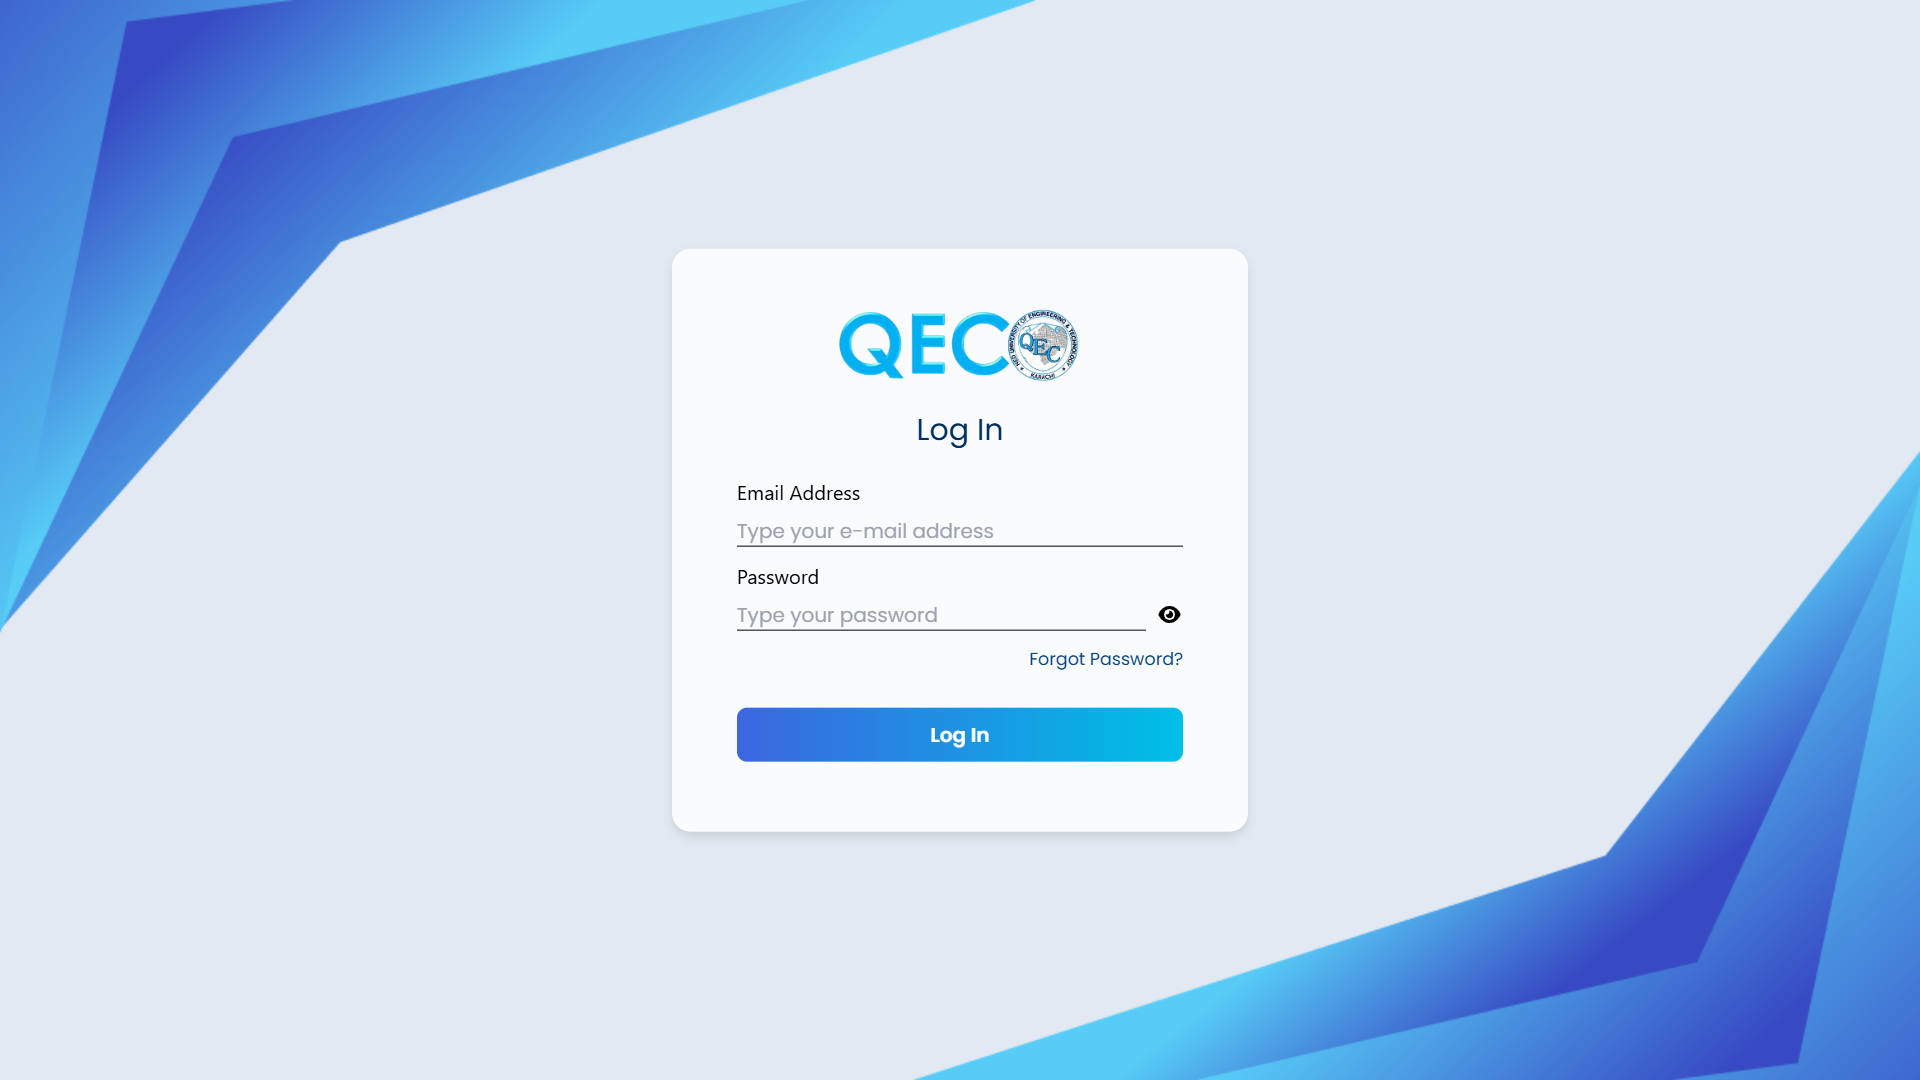 QEC
NED UNIVERSITY OF ENGINEERING & TECHNOLOGY
QEC
KARACHI
Log In
Email Address
Type your e-mail address
Password
Type your password
Forgot Password?
Log In